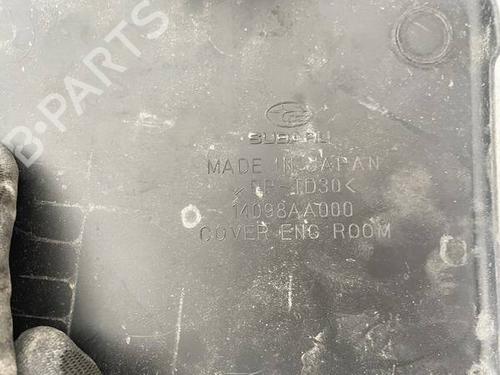 B-PARTS
SUBARU
MADE IN JAPAN
>PP-TD30<
14098AA000
COVER ENG ROOM